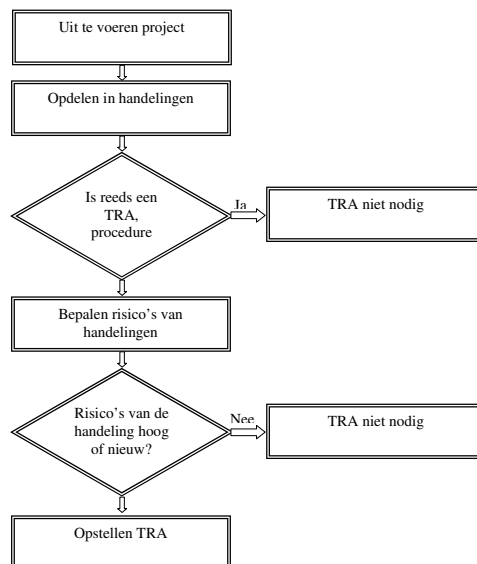 Uit te voeren project
Opdelen in handelingen
Is reeds een
TRA,
procedure
Ja
TRA niet nodig
Bepalen risico's van
handelingen
Risico's van de
handeling hoog
of nieuw?
Nee
TRA niet nodig
Opstellen TRA